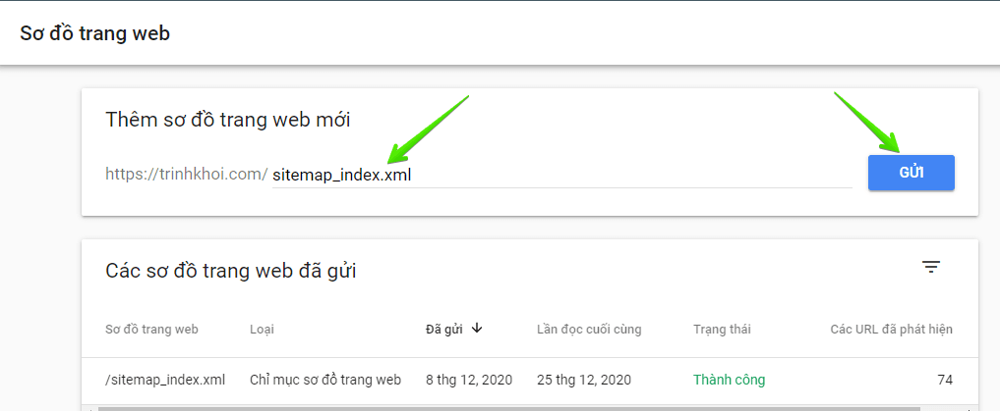 Sơ đồ trang web
Thêm sơ đồ trang web mới
https://trinhkhoi.com/ sitemap_index.xml GỬI
Các sơ đồ trang web đã gửi
Sơ đồ trang web Loại Đã gửi Lần đọc cuối cùng Trạng thái Các URL đã phát hiện
/sitemap_index.xml Chỉ mục sơ đồ trang web 8 thg 12, 2020 25 thg 12, 2020 Thành công 74